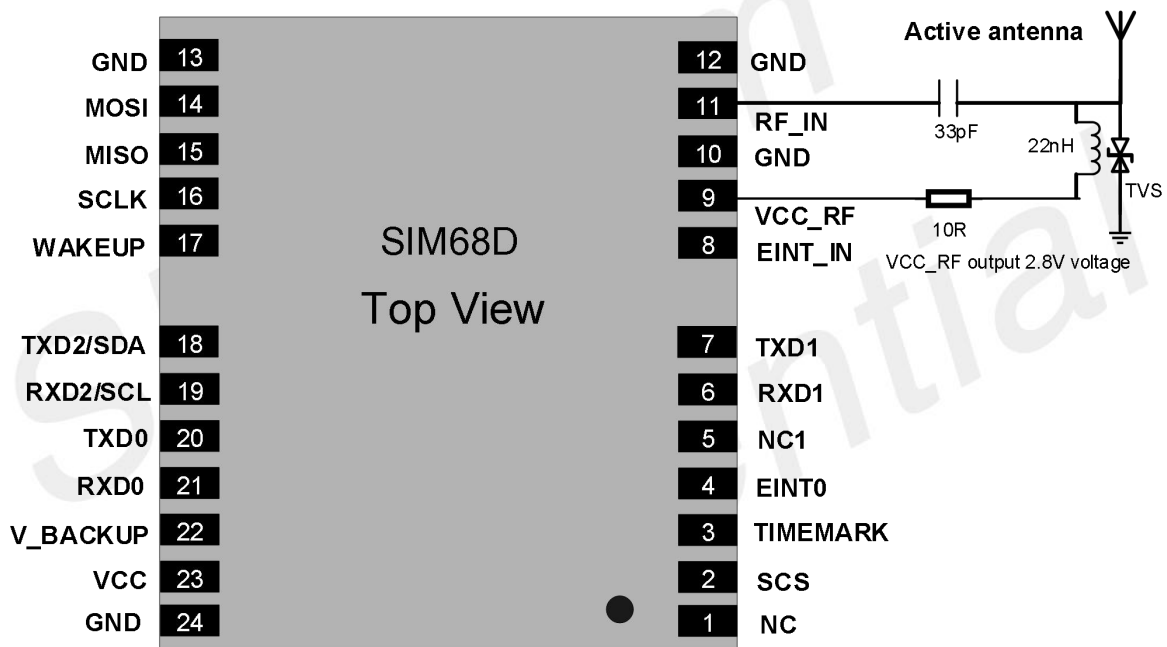 Active antenna
GND 13
MOSI 14
MISO 15
SCLK 16
WAKEUP 17
TXD2/SDA 18
RXD2/SCL 19
TXD0 20
RXD0 21
V_BACKUP 22
VCC 23
GND 24
SIM68D
Top View
12 GND
11 RF_IN
10 GND
9 VCC_RF
8 EINT_IN
7 TXD1
6 RXD1
5 NC1
4 EINT0
3 TIMEMARK
2 SCS
1 NC
33pF
22nH
TVS
10R
VCC_RF output 2.8V voltage